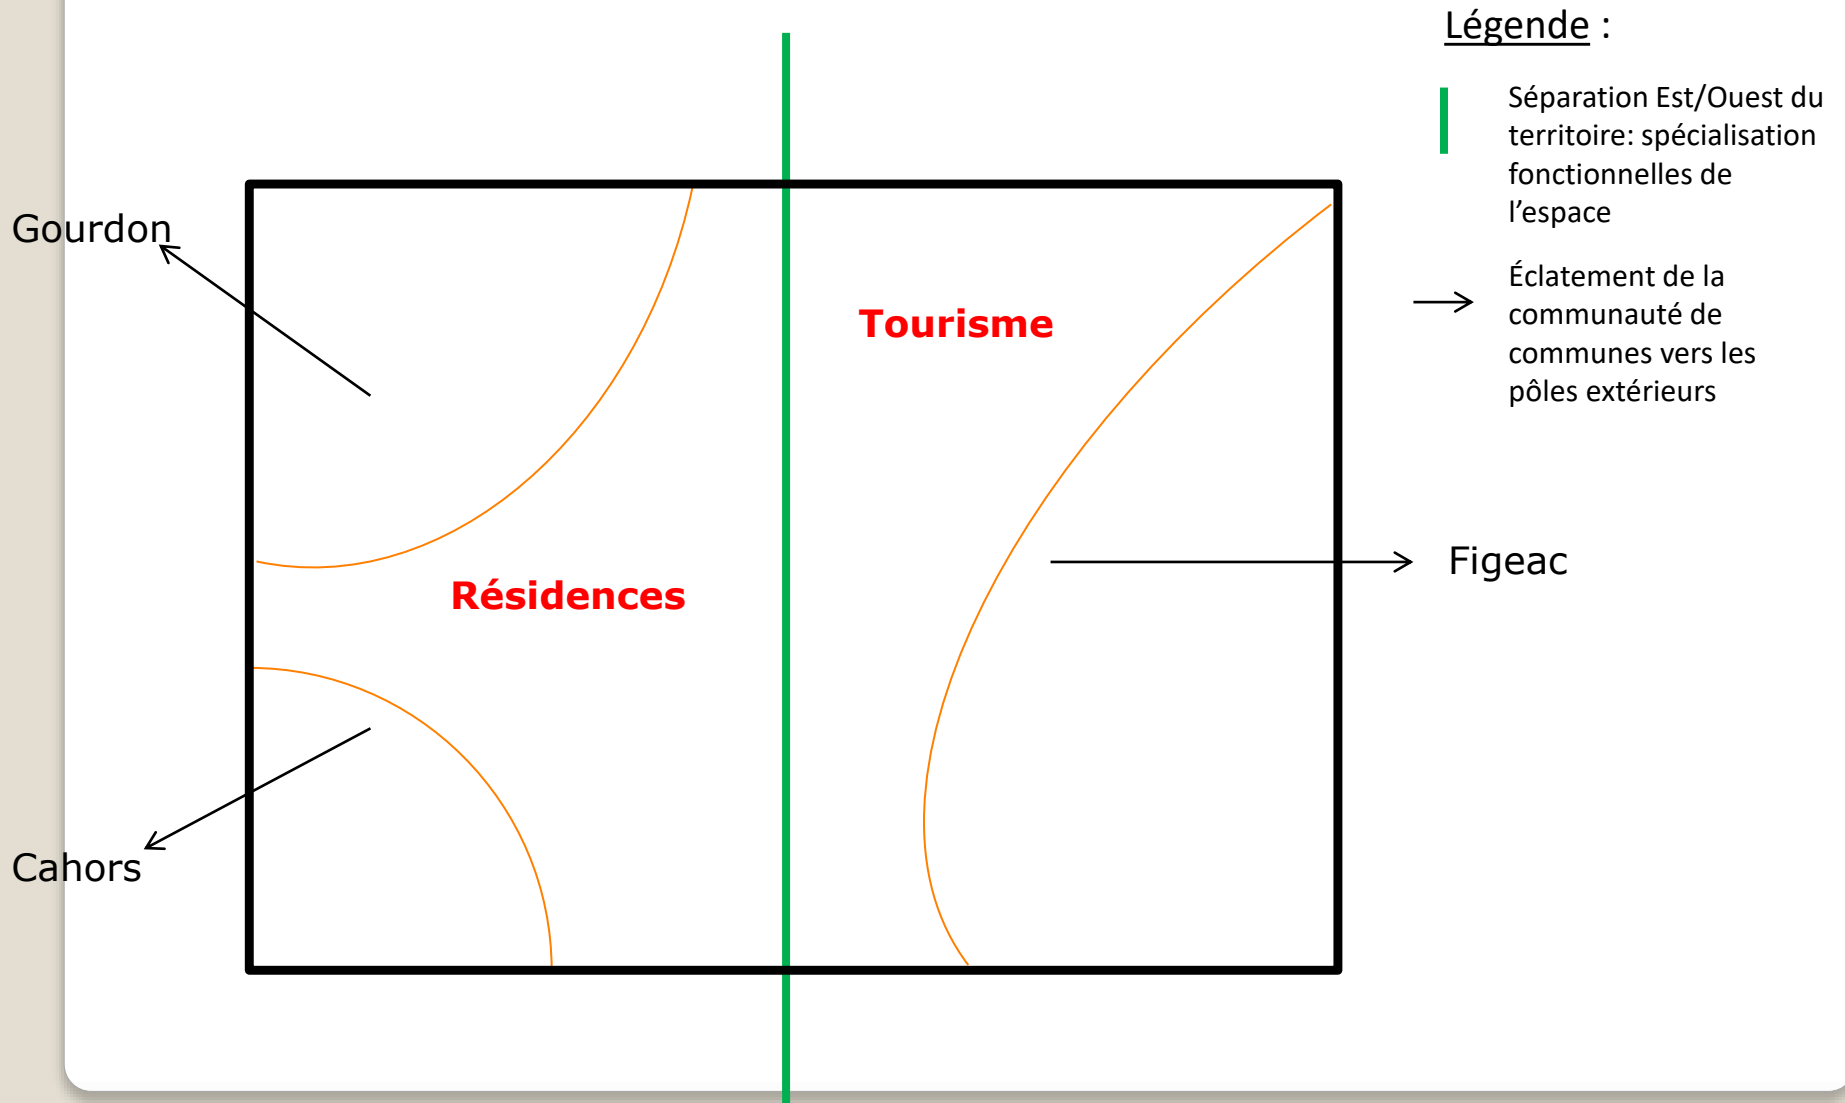 Légende :
Séparation Est/Ouest du
territoire: spécialisation
fonctionnelles de
l’espace
Éclatement de la
communauté de
communes vers les
pôles extérieurs
Gourdon
Tourisme
Figeac
Résidences
Cahors